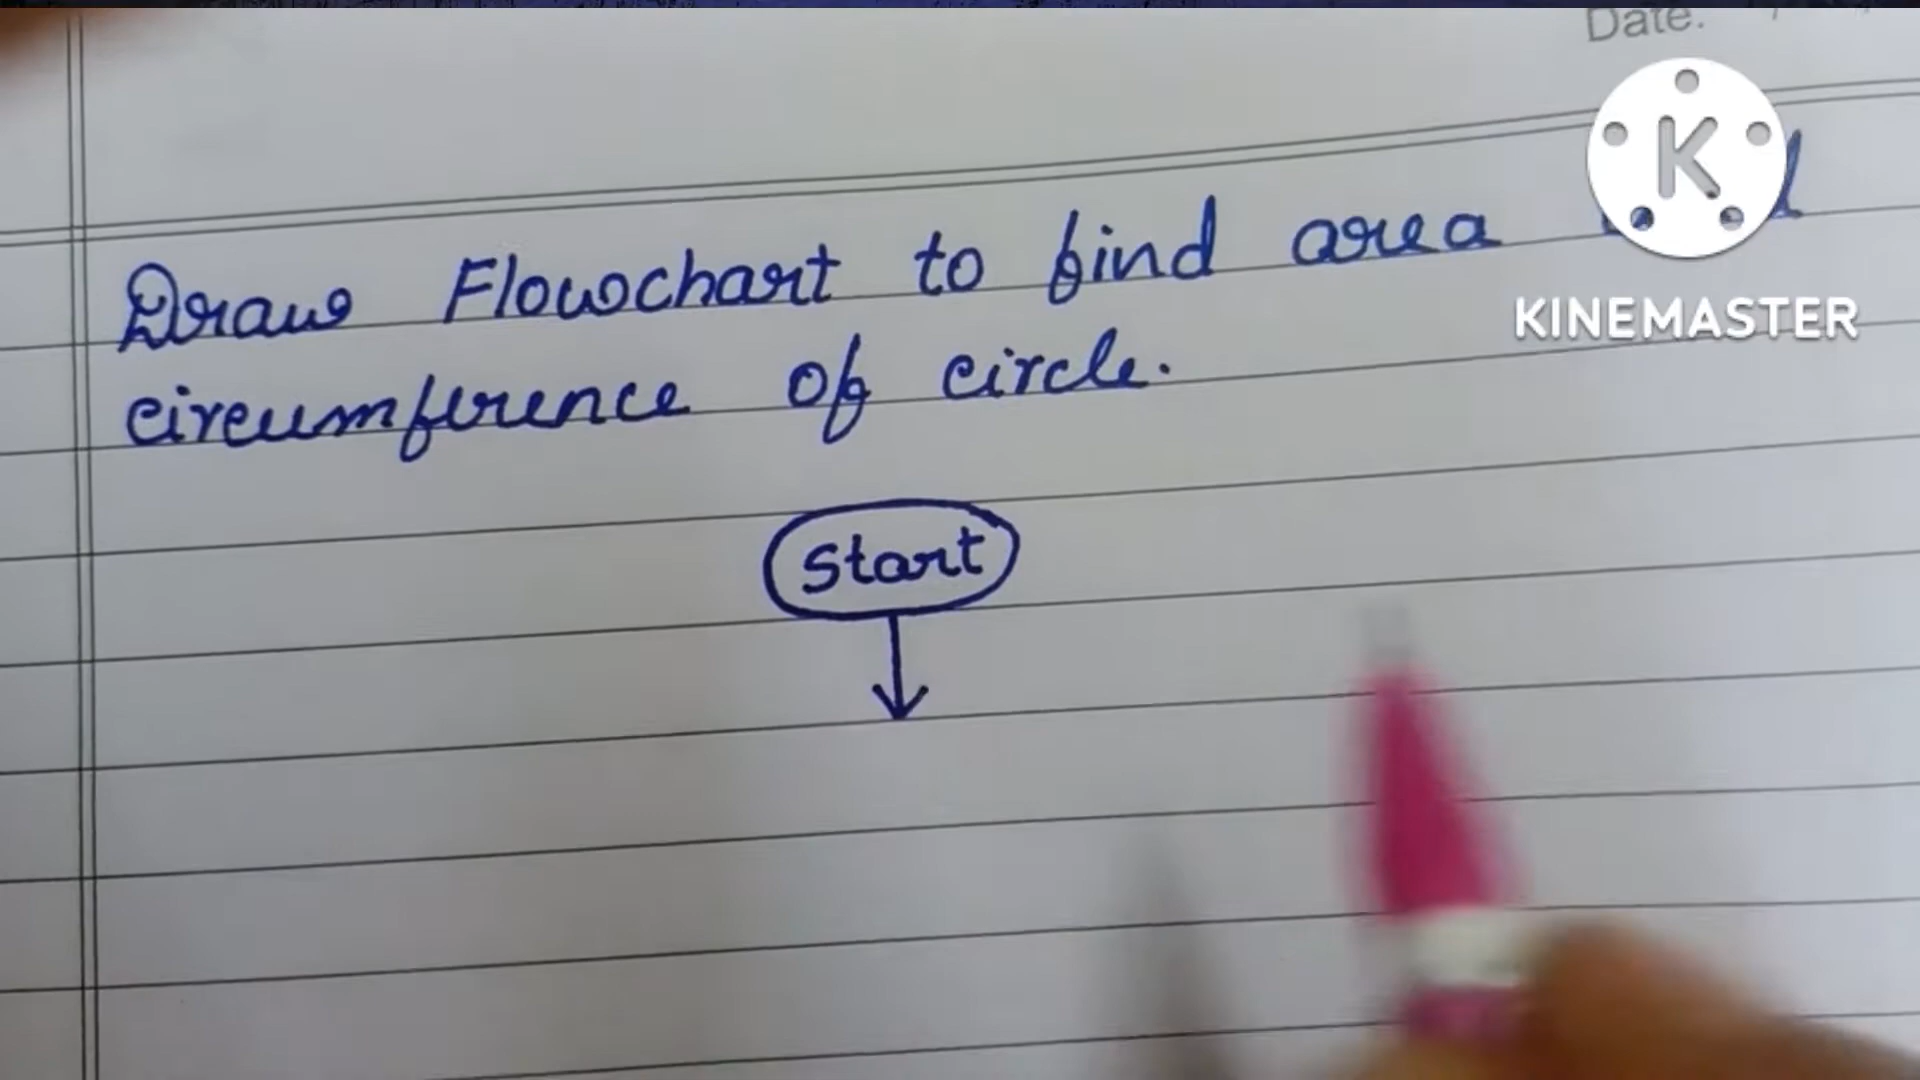 Date:
Draw Flowchart to find area
circumference of circle.
Start
K
KINEMASTER